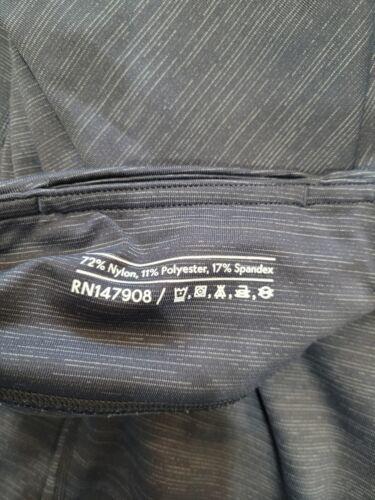 72% Nylon, 11% Polyester, 17% Spandex
RN147908 /